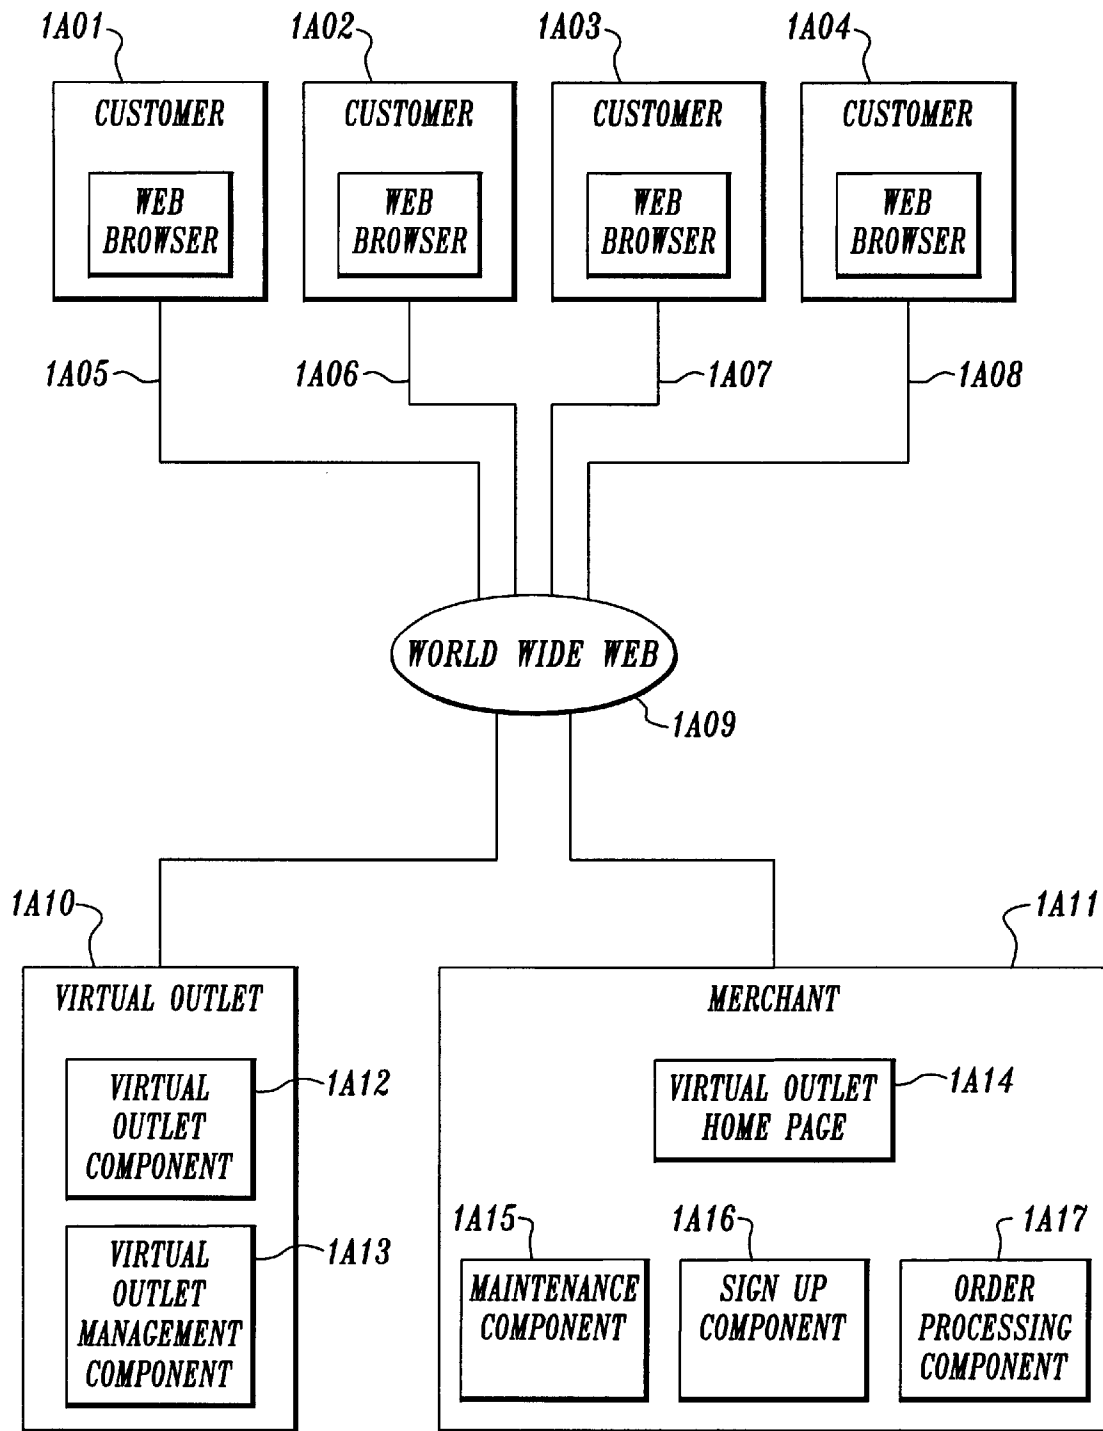 1A01
1A02
1A03
1A04
CUSTOMER
CUSTOMER
CUSTOMER
CUSTOMER
WEB
BROWSER
WEB
BROWSER
WEB
BROWSER
WEB
BROWSER
1A05
1A06
1A07
1A08
WORLD WIDE WEB
1A09
1A10
1A11
VIRTUAL OUTLET
VIRTUAL
OUTLET
COMPONENT
1A12
VIRTUAL
OUTLET
MANAGEMENT
COMPONENT
1A13
MERCHANT
VIRTUAL OUTLET
HOME PAGE
1A14
1A15
1A16
1A17
MAINTENANCE
COMPONENT
SIGN UP
COMPONENT
ORDER
PROCESSING
COMPONENT